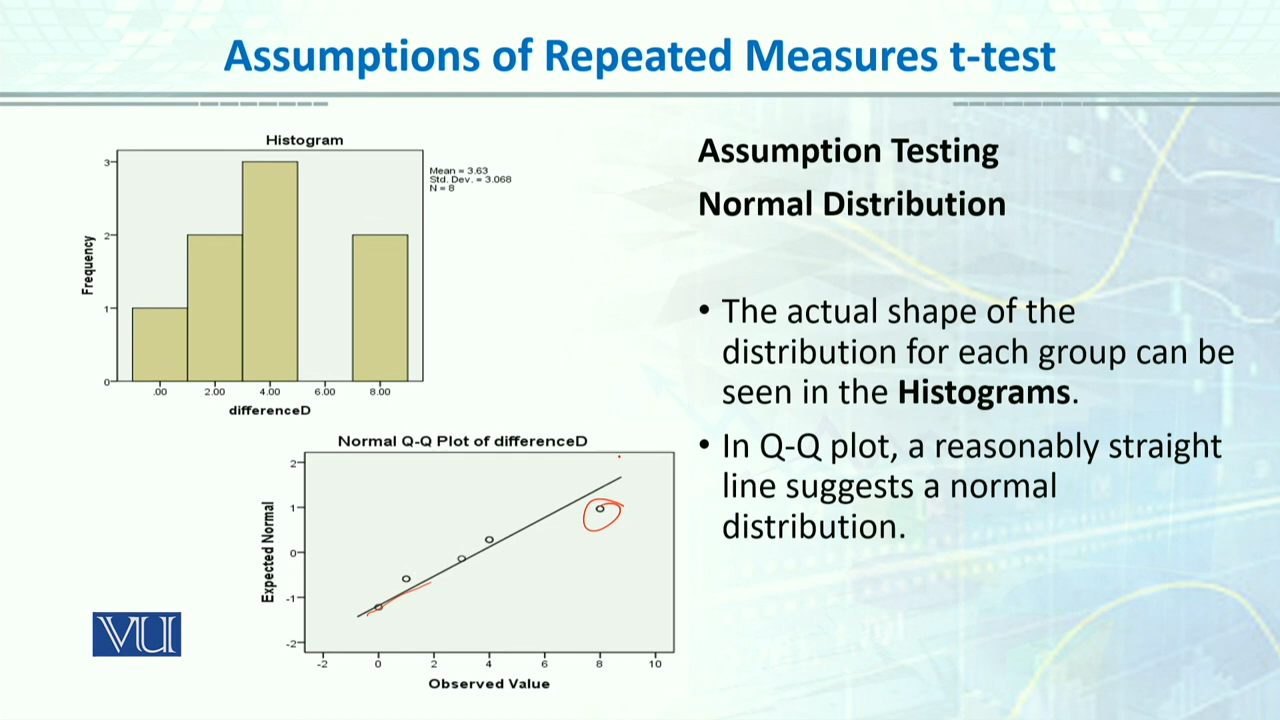 Assumptions of Repeated Measures t-test
Histogram
3
2
1
0
Frequency
.00 2.00 4.00 6.00 8.00
differenceD
Mean = 3.63
Std. Dev. = 3.068
N = 8
Normal Q-Q Plot of differenceD
2
1
0
-1
-2
Expected Normal
-2 0 2 4 6 8 10
Observed Value
VU
Assumption Testing
Normal Distribution
• The actual shape of the
distribution for each group can be
seen in the Histograms.
• In Q-Q plot, a reasonably straight
line suggests a normal
distribution.